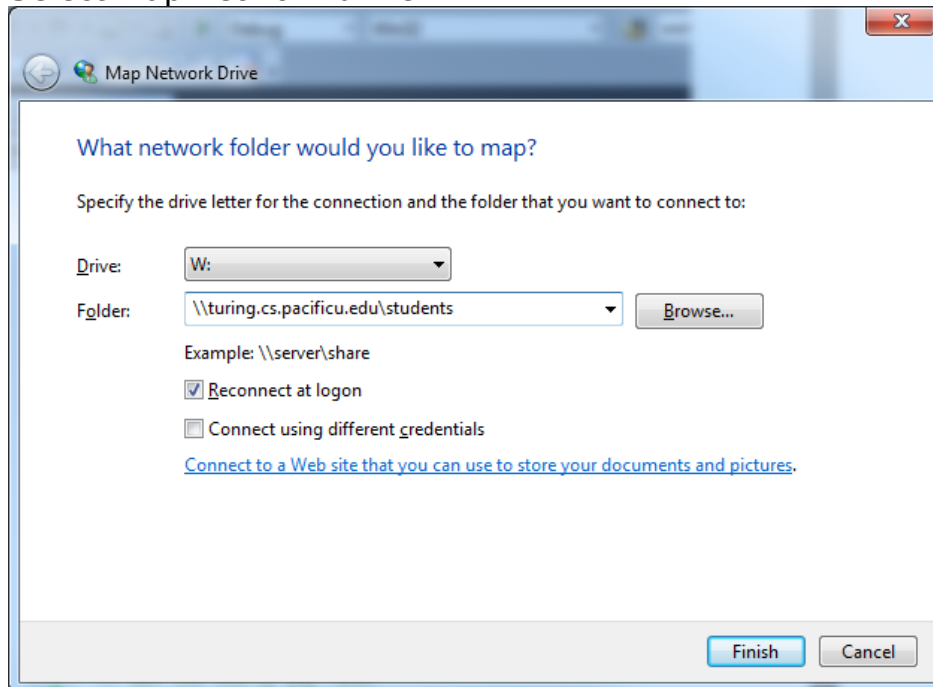 Map Network Drive
What network folder would you like to map?
Specify the drive letter for the connection and the folder that you want to connect to:
Drive: W:
Folder: \\turing.cs.pacificu.edu\students Browse...
Example: \\server\share
Reconnect at logon
Connect using different credentials
Connect to a Web site that you can use to store your documents and pictures.
Finish Cancel